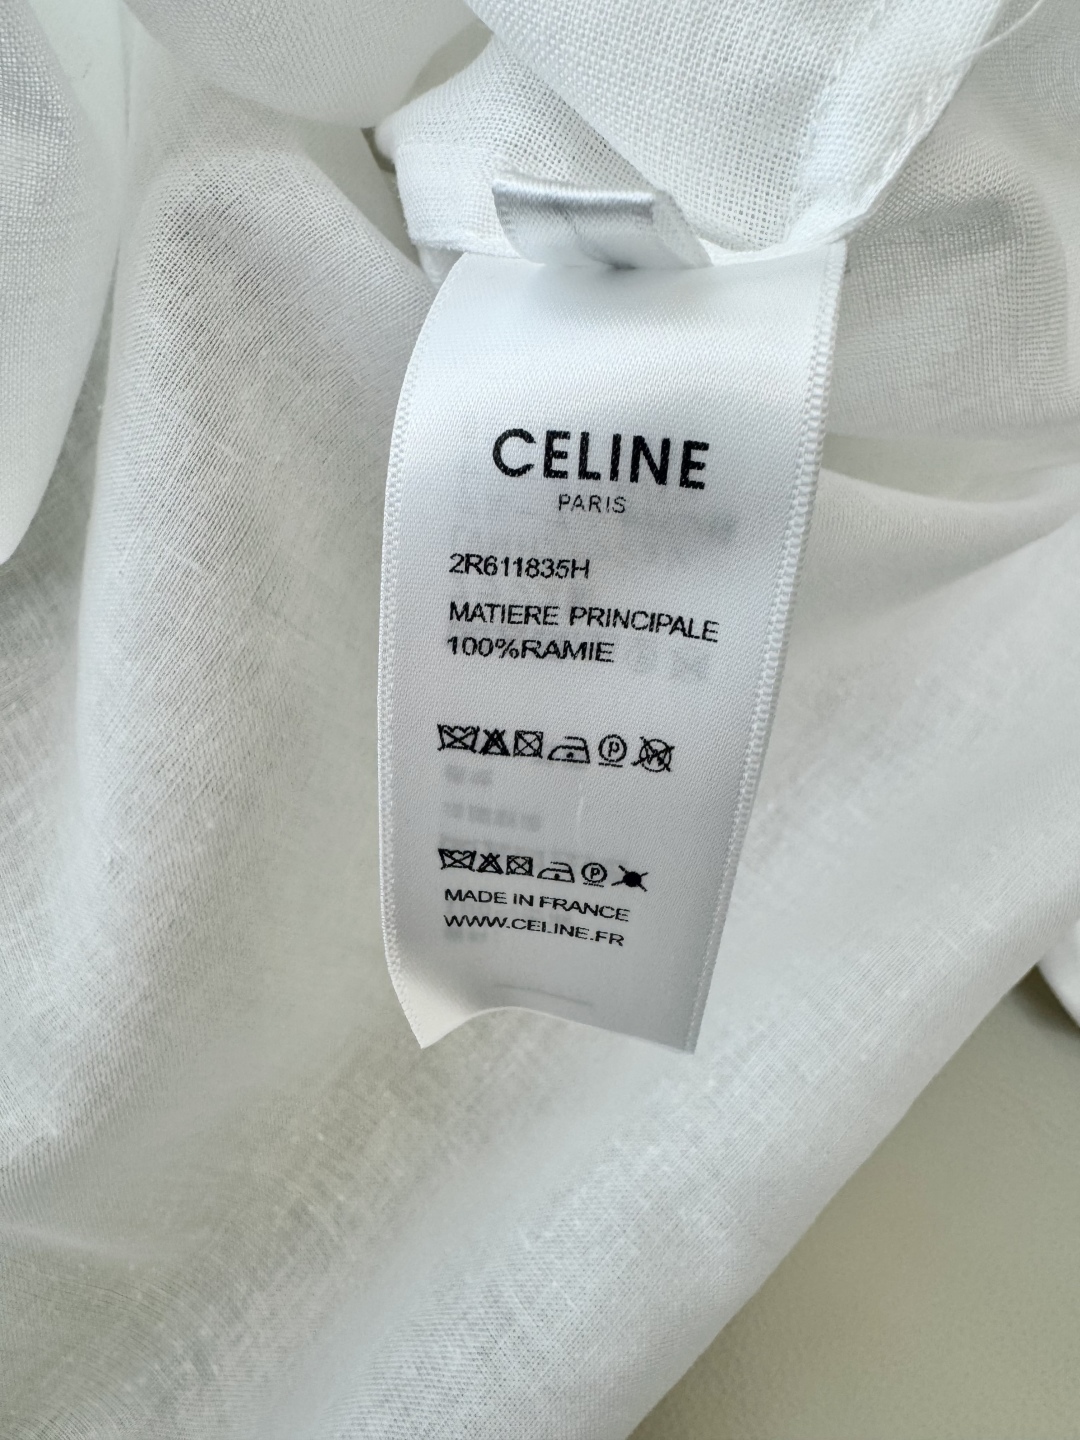 CELINE
PARIS
2R611835H
MATIERE PRINCIPALE
100%RAMIE
P W
P
MADE IN FRANCE
WWW.CELINE.FR